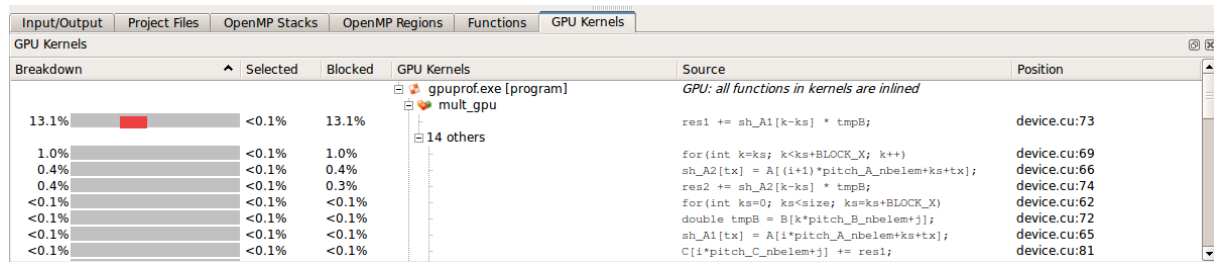 Input/Output Project Files OpenMP Stacks OpenMP Regions Functions GPU Kernels
GPU Kernels
Breakdown Selected Blocked GPU Kernels Source Position
gpuprof.exe [program] GPU: all functions in kernels are inlined
mult_gpu
13.1% <0.1% 13.1% res1 += sh_A1[k-ks] * tmpB; device.cu:73
14 others
1.0% <0.1% 1.0% for(int k=ks; k<ks+BLOCK_X; k++) device.cu:69
0.4% <0.1% 0.4% sh_A2[tx] = A[(i+1)*pitch_A_nbelem+ks+tx]; device.cu:66
0.4% <0.1% 0.3% res2 += sh_A2[k-ks] * tmpB; device.cu:74
<0.1% <0.1% <0.1% for(int ks=0; ks<size; ks=ks+BLOCK_X) device.cu:62
<0.1% <0.1% <0.1% double tmpB = B[k*pitch_B_nbelem+j]; device.cu:72
<0.1% <0.1% <0.1% sh_A1[tx] = A[i*pitch_A_nbelem+ks+tx]; device.cu:65
<0.1% <0.1% <0.1% C[i*pitch_C_nbelem+j] += res1; device.cu:81